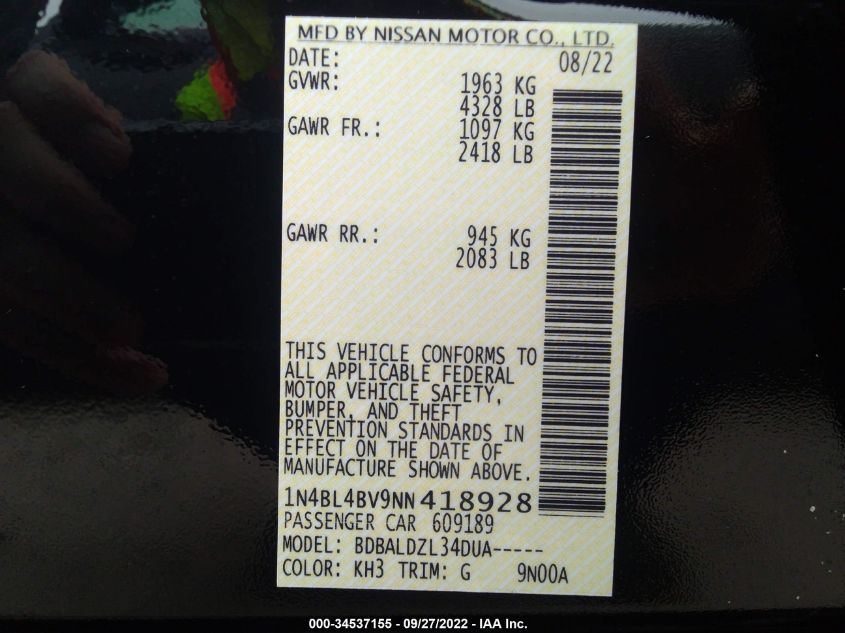 MFD BY NISSAN MOTOR CO., LTD.
DATE: 08/22
GVWR: 1963 KG
4328 LB
GAWR FR.: 1097 KG
2418 LB
GAWR RR.: 945 KG
2083 LB
THIS VEHICLE CONFORMS TO
ALL APPLICABLE FEDERAL
MOTOR VEHICLE SAFETY,
BUMPER, AND THEFT
PREVENTION STANDARDS IN
EFFECT ON THE DATE OF
MANUFACTURE SHOWN ABOVE.
1N4BL4BV9NN418928
PASSENGER CAR 609189
MODEL: BDBALDZL34DUA-----
COLOR: KH3 TRIM: G 9N00A
000-34537155 - 09/27/2022 - IAA Inc.